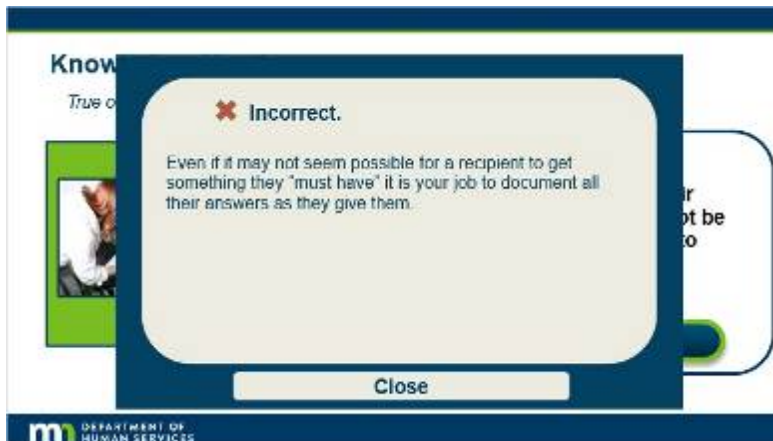 Know
True o
✖ Incorrect.
Even if it may not seem possible for a recipient to get
something they "must have" it is your job to document all
their answers as they give them.
ir
ot be
to
Close
DEPARTMENT OF
HUMAN SERVICES